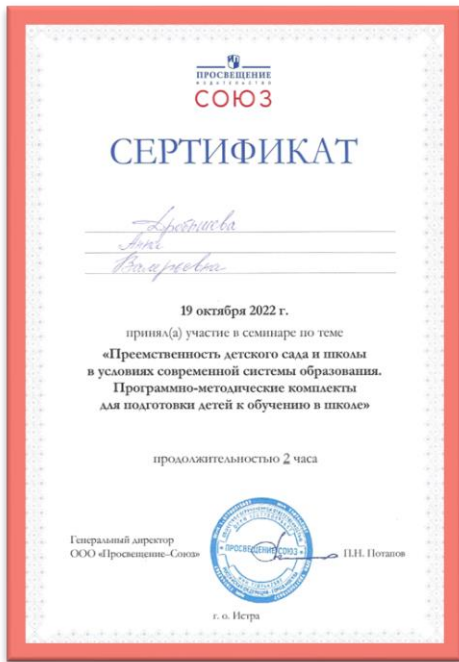 ПРОСВЕЩЕНИЕ
ИЗДАТЕЛЬСТВО
СОЮЗ
СЕРТИФИКАТ
Анна
Валерьевна
19 октября 2022 г.
принял(а) участие в семинаре по теме
«Преемственность детского сада и школы
в условиях современной системы образования.
Программно-методические комплекты
для подготовки детей к обучению в школе»
продолжительностью 2 часа
Генеральный директор
ООО «Просвещение-Союз»
ПРОСВЕЩЕНИЕ-СОЮЗ
П.Н. Потапов
г. о. Истра